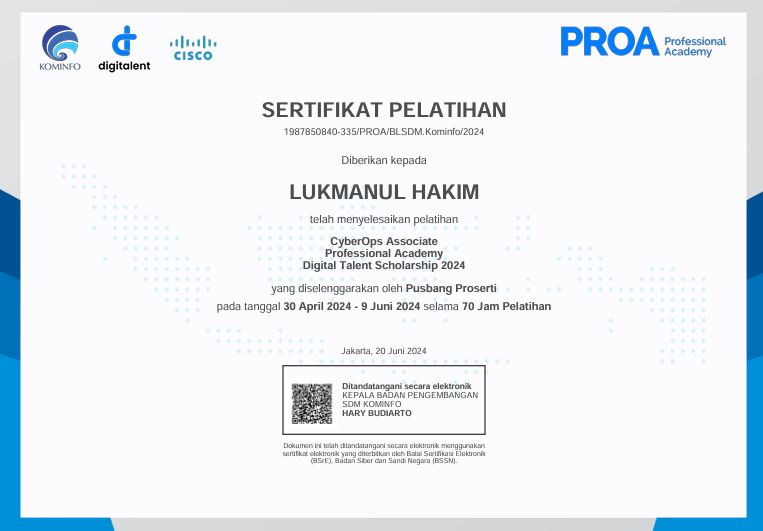 KOMINFO
digitalent
CISCO
PROA Professional Academy
SERTIFIKAT PELATIHAN
1987850840-335/PROA/BLSDM.Kominfo/2024
Diberikan kepada
LUKMANUL HAKIM
telah menyelesaikan pelatihan
CyberOps Associate
Professional Academy
Digital Talent Scholarship 2024
yang diselenggarakan oleh Pusbang Proserti
pada tanggal 30 April 2024 - 9 Juni 2024 selama 70 Jam Pelatihan
Jakarta, 20 Juni 2024
Ditandatangani secara elektronik
KEPALA BADAN PENGEMBANGAN
SDM KOMINFO
HARY BUDIARTO
Dokumen ini telah ditandatangani secara elektronik menggunakan
sertifikat elektronik yang diterbitkan oleh Balai Sertifikasi Elektronik
(BSrE), Badan Siber dan Sandi Negara (BSSN).